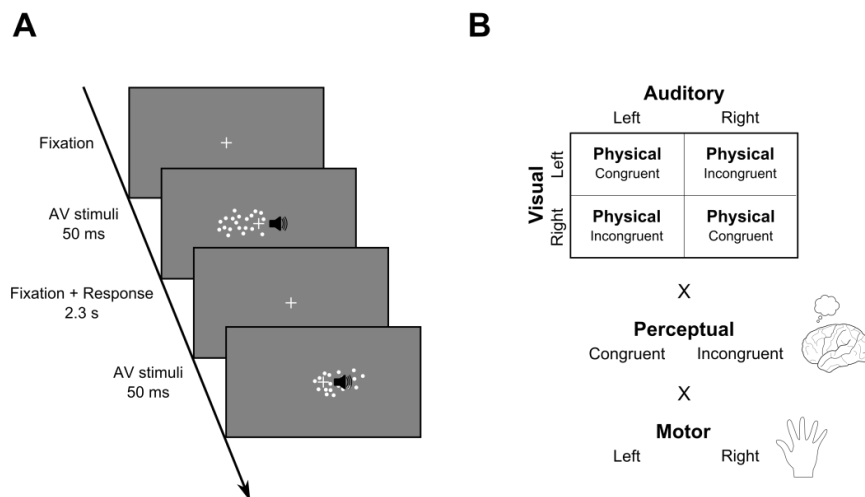 A
Fixation
AV stimuli
50 ms
Fixation + Response
2.3 s
AV stimuli
50 ms
B
Auditory
Left Right
Visual
Left
Physical Physical
Congruent Incongruent
Right
Physical Physical
Incongruent Congruent
X
Perceptual
Congruent Incongruent
X
Motor
Left Right